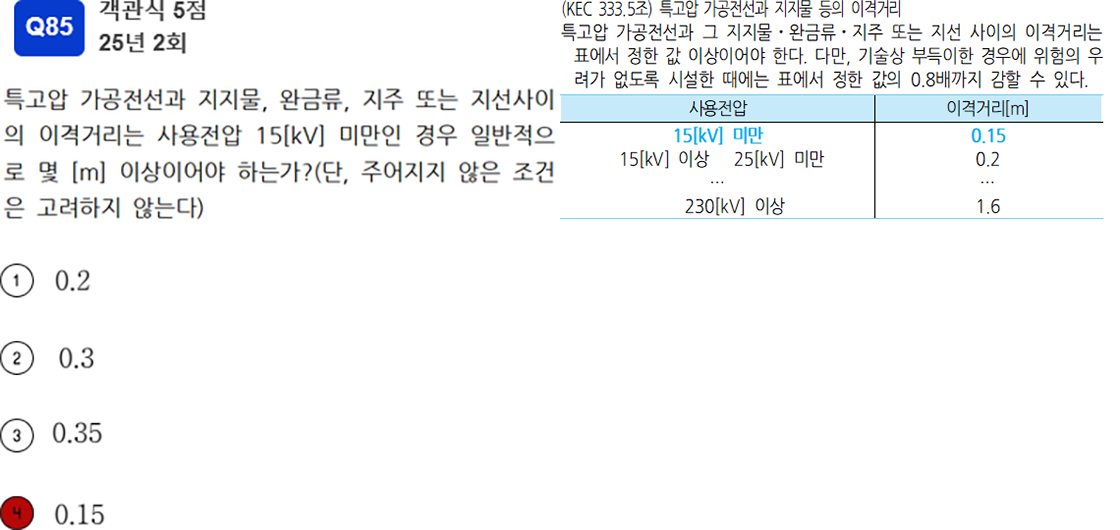 Q85
객관식 5점
25년 2회
특고압 가공전선과 지지물, 완금류, 지주 또는 지선사이
의 이격거리는 사용전압 15[kV] 미만인 경우 일반적으
로 몇 [m] 이상이어야 하는가?(단, 주어지지 않은 조건
은 고려하지 않는다)
1 0.2
2 0.3
3 0.35
4 0.15
(KEC 333.5조) 특고압 가공전선과 지지물 등의 이격거리
특고압 가공전선과 그 지지물・완금류・지주 또는 지선 사이의 이격거리는
표에서 정한 값 이상이어야 한다. 다만, 기술상 부득이한 경우에 위험의 우
려가 없도록 시설한 때에는 표에서 정한 값의 0.8배까지 감할 수 있다.
사용전압 이격거리[m]
15[kV] 미만 0.15
15[kV] 이상 25[kV] 미만 0.2
… …
230[kV] 이상 1.6